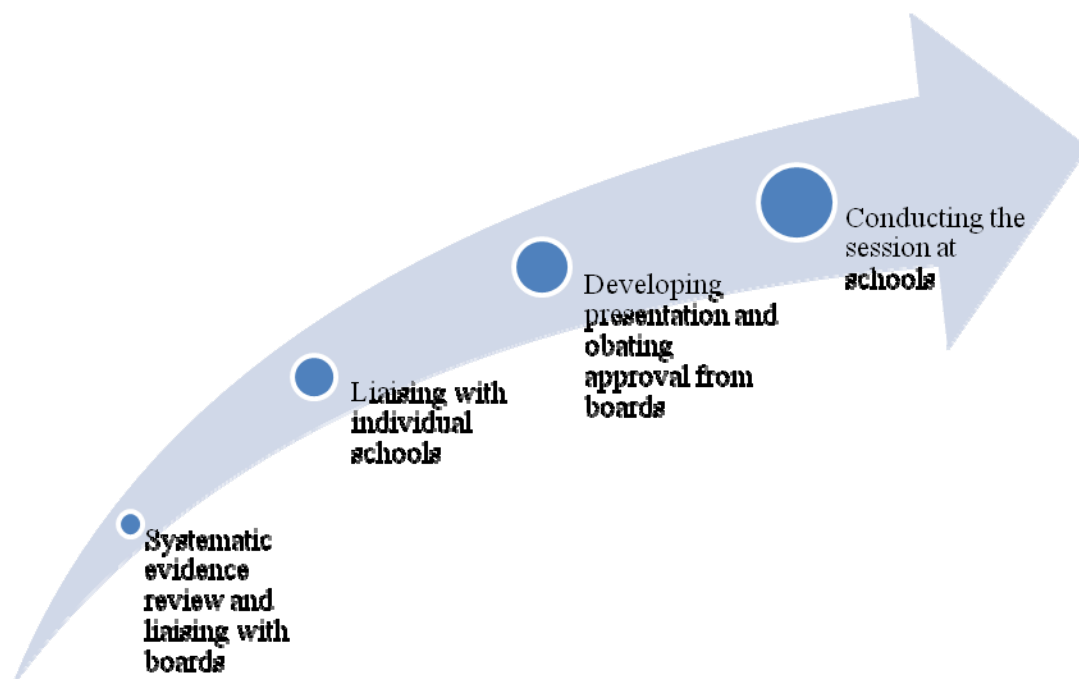 Systematic
evidence
review and
liaising with
boards
Liaising with
individual
schools
Developing
presentation and
obating
approval from
boards
Conducting the
session at
schools